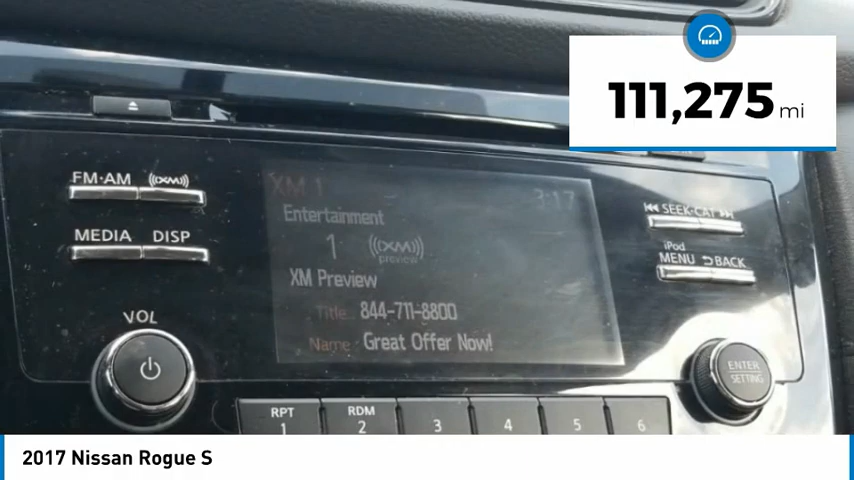 111,275 mi
FM·AM ((XM))
XM 1 3:17
SEEK·CAT
Entertainment
MEDIA DISP
1 ((XM)) preview
iPod
MENU BACK
XM Preview
VOL
Title: 844-711-8800
Name: Great Offer Now!
ENTER
SETTING
RPT RDM
1 2 3 4 5 6
2017 Nissan Rogue S